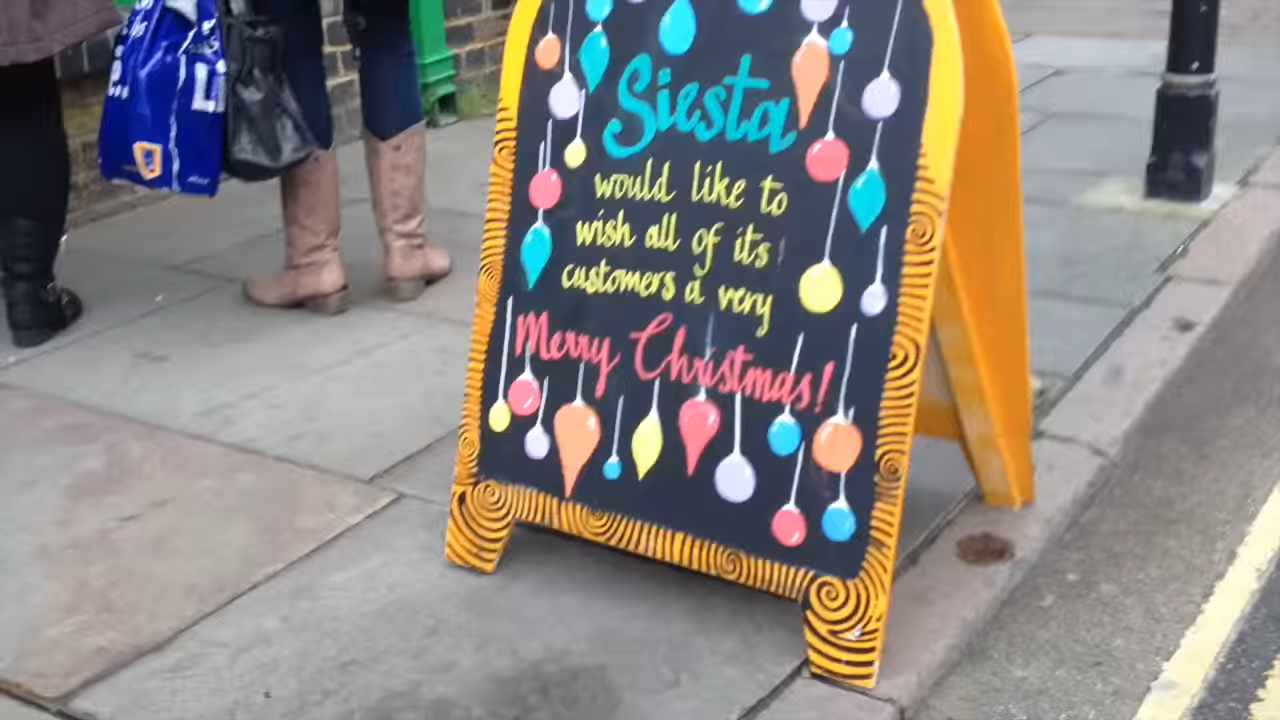 Siesta
would like to
wish all of its
customers a very
Merry Christmas!